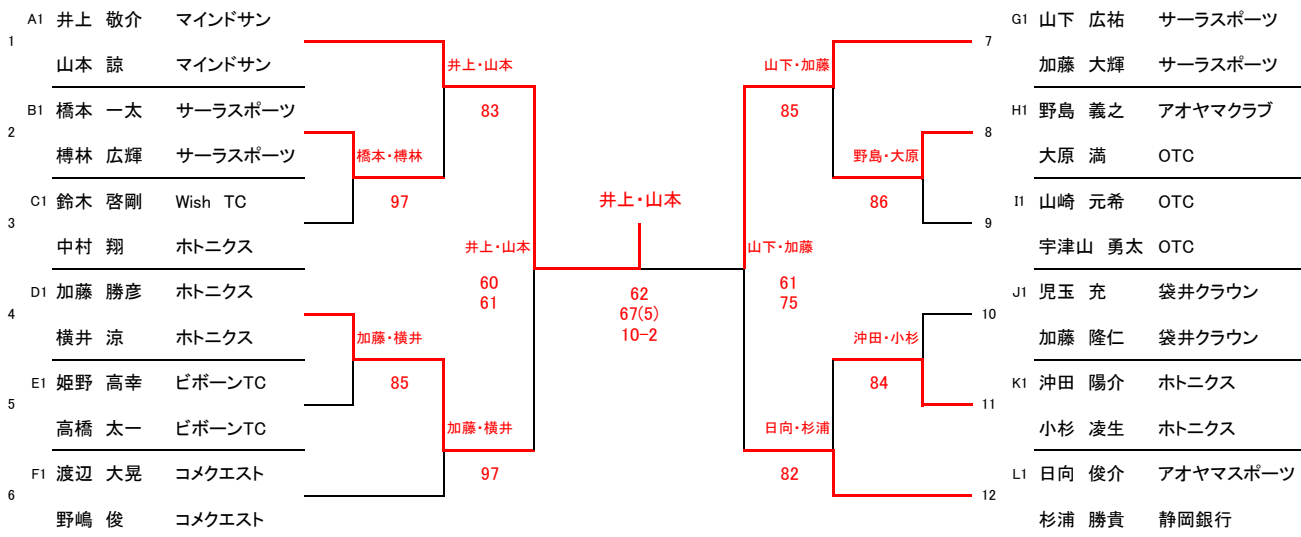 A1 井上 敬介 マインドサン
1
山本 諒 マインドサン
B1 橋本 一太 サーラスポーツ
2
榑林 広輝 サーラスポーツ
C1 鈴木 啓剛 Wish TC
3
中村 翔 ホトニクス
D1 加藤 勝彦 ホトニクス
4
横井 涼 ホトニクス
E1 姫野 高幸 ビボーンTC
5
高橋 太一 ビボーンTC
F1 渡辺 大晃 コメクエスト
6
野嶋 俊 コメクエスト
井上・山本
83
橋本・榑林
97
井上・山本
60
61
加藤・横井
85
加藤・横井
97
井上・山本
62
67(5)
10-2
山下・加藤
85
野島・大原
86
山下・加藤
61
75
沖田・小杉
84
日向・杉浦
82
G1 山下 広祐 サーラスポーツ
7
加藤 大輝 サーラスポーツ
H1 野島 義之 アオヤマクラブ
8
大原 満 OTC
I1 山崎 元希 OTC
9
宇津山 勇太 OTC
J1 児玉 充 袋井クラウン
10
加藤 隆仁 袋井クラウン
K1 沖田 陽介 ホトニクス
11
小杉 凌生 ホトニクス
L1 日向 俊介 アオヤマスポーツ
12
杉浦 勝貴 静岡銀行